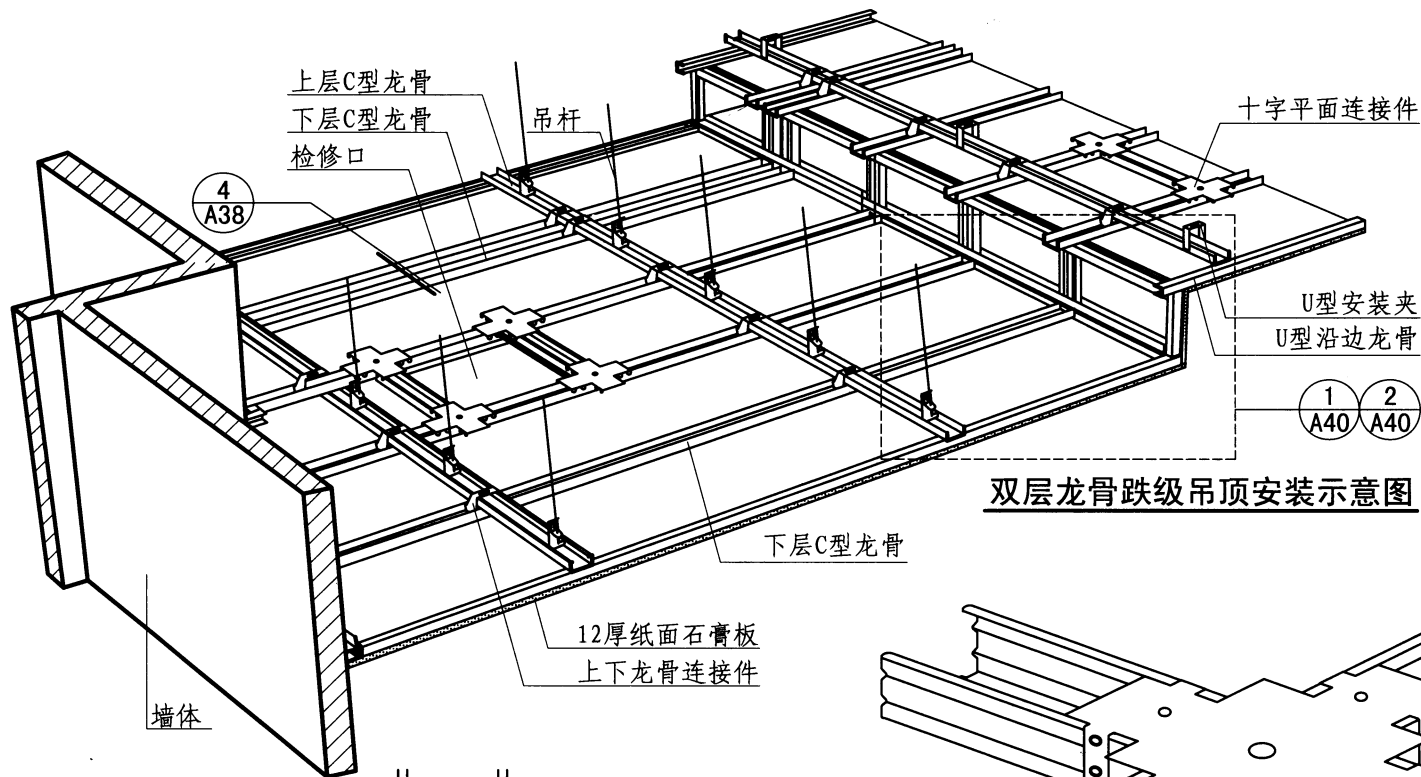 上层C型龙骨
下层C型龙骨
检修口
吊杆
十字平面连接件
4
A38
U型安装夹
U型沿边龙骨
1
A40
2
A40
双层龙骨跌级吊顶安装示意图
下层C型龙骨
12厚纸面石膏板
上下龙骨连接件
墙体